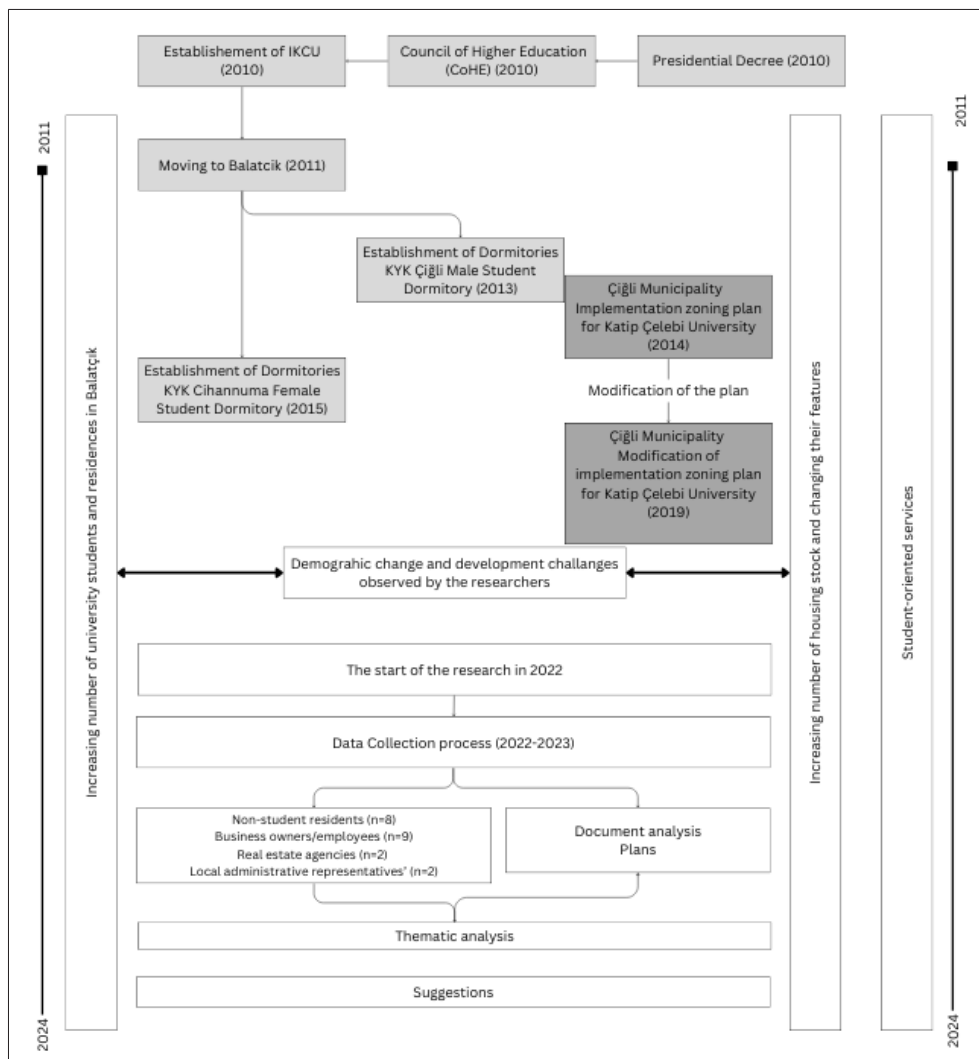 Establishement of IKCU
(2010)
Council of Higher Education
(CoHE) (2010)
Presidential Decree (2010)
2011
2011
Moving to Balatcik (2011)
Establishment of Dormitories
KYK Çiğli Male Student
Dormitory (2013)
Çiğli Municipality
Implementation zoning plan
for Katip Çelebi University
(2014)
Establishment of Dormitories
KYK Cihannuma Female
Student Dormitory (2015)
Modification of the plan
Çiğli Municipality
Modification of
implementation zoning plan
for Katip Çelebi University
(2019)
Increasing number of university students and residences in Balatçık
Demograhic change and development challanges
observed by the researchers
Increasing number of housing stock and changing their features
Student-oriented services
The start of the research in 2022
Data Collection process (2022-2023)
Non-student residents (n=8)
Business owners/employees (n=9)
Real estate agencies (n=2)
Local administrative representatives' (n=2)
Document analysis
Plans
Thematic analysis
Suggestions
2024
2024